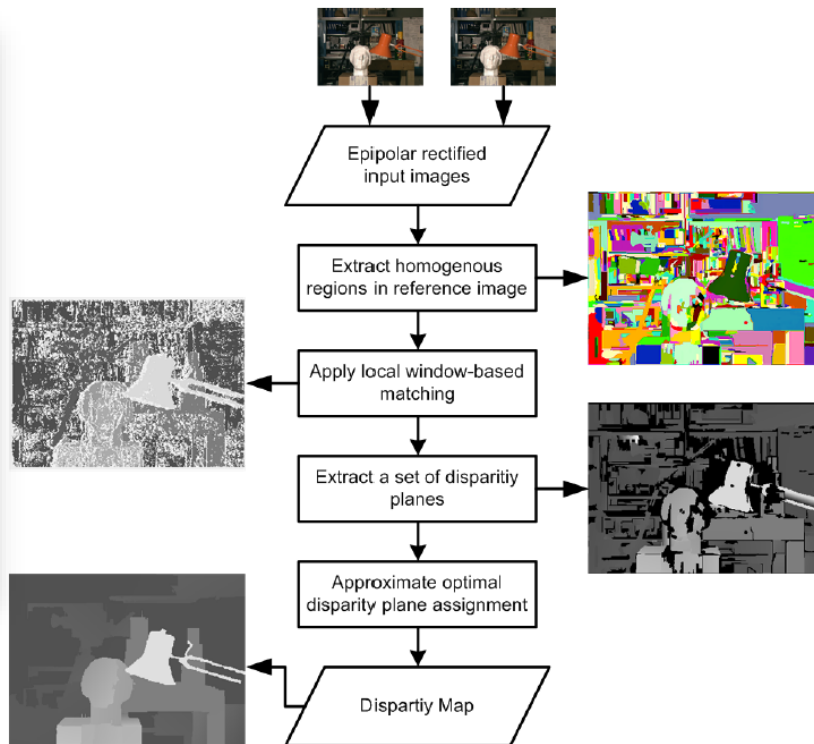 Epipolar rectified
input images
Extract homogenous
regions in reference image
Apply local window-based
matching
Extract a set of disparitiy
planes
Approximate optimal
disparity plane assignment
Dispartiy Map